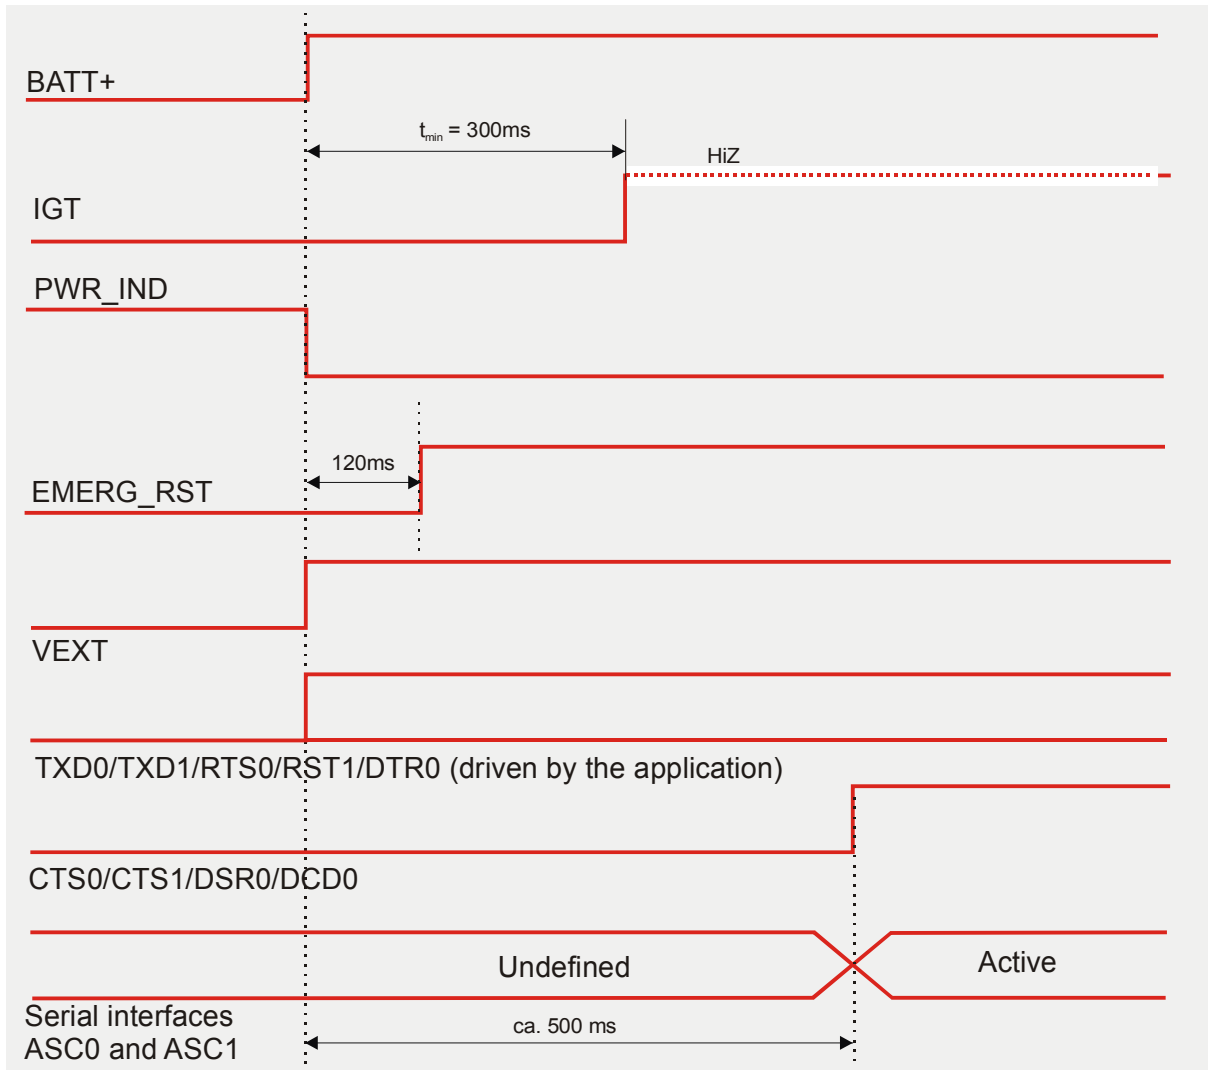 BATT+
tmin = 300ms
HiZ
IGT
PWR_IND
120ms
EMERG_RST
VEXT
TXD0/TXD1/RTS0/RST1/DTR0 (driven by the application)
CTS0/CTS1/DSR0/DCD0
Undefined
Active
Serial interfaces
ASC0 and ASC1
ca. 500 ms